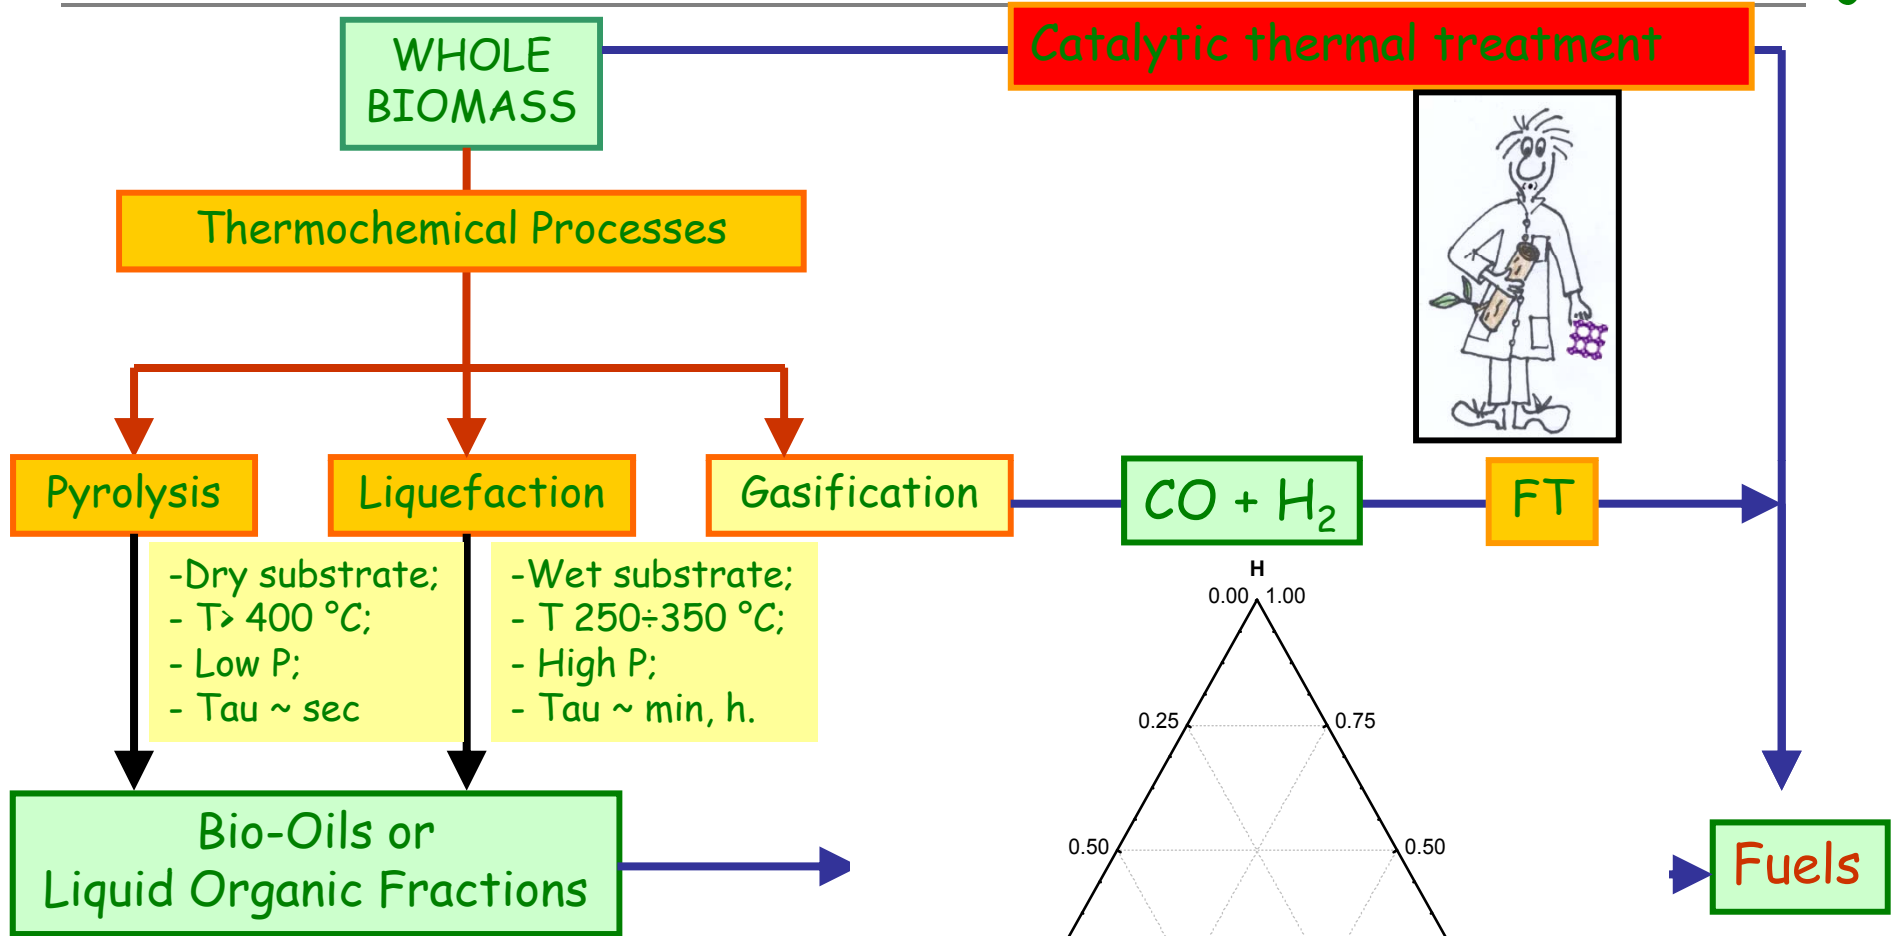 WHOLE
BIOMASS
Catalytic thermal treatment
Thermochemical Processes
Pyrolysis
Liquefaction
Gasification
CO + H₂
FT
-Dry substrate;
- T> 400 °C;
- Low P;
- Tau ~ sec
-Wet substrate;
- T 250÷350 °C;
- High P;
- Tau ~ min, h.
H
0.00 1.00
0.25 0.75
0.50 0.50
Bio-Oils or
Liquid Organic Fractions
Fuels